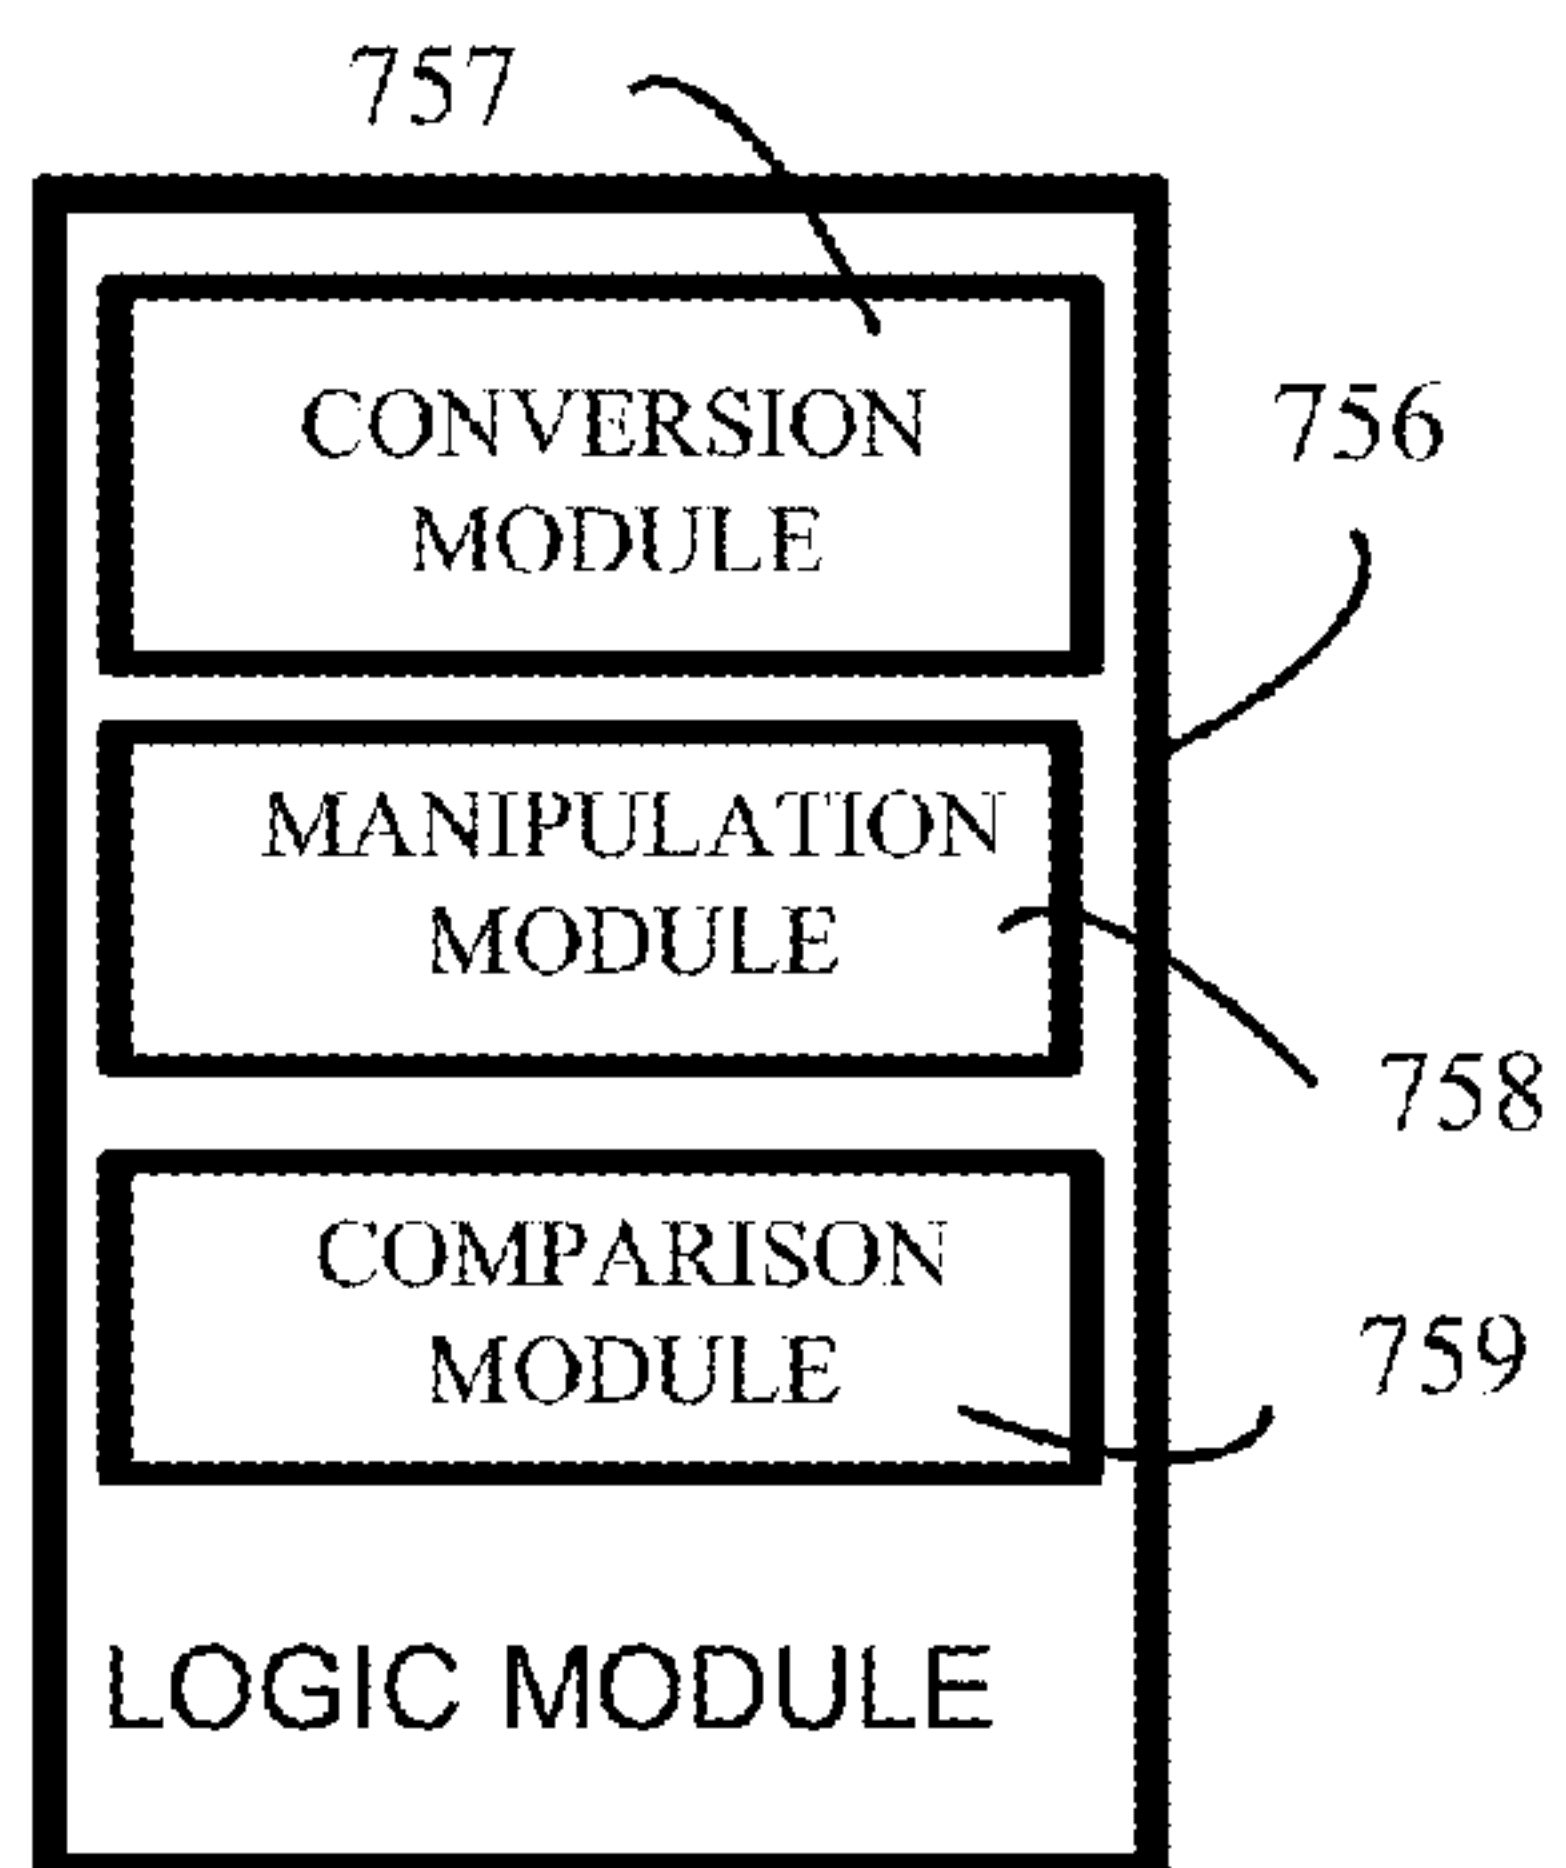 757
CONVERSION
MODULE
756
MANIPULATION
MODULE
758
COMPARISON
MODULE
759
LOGIC MODULE